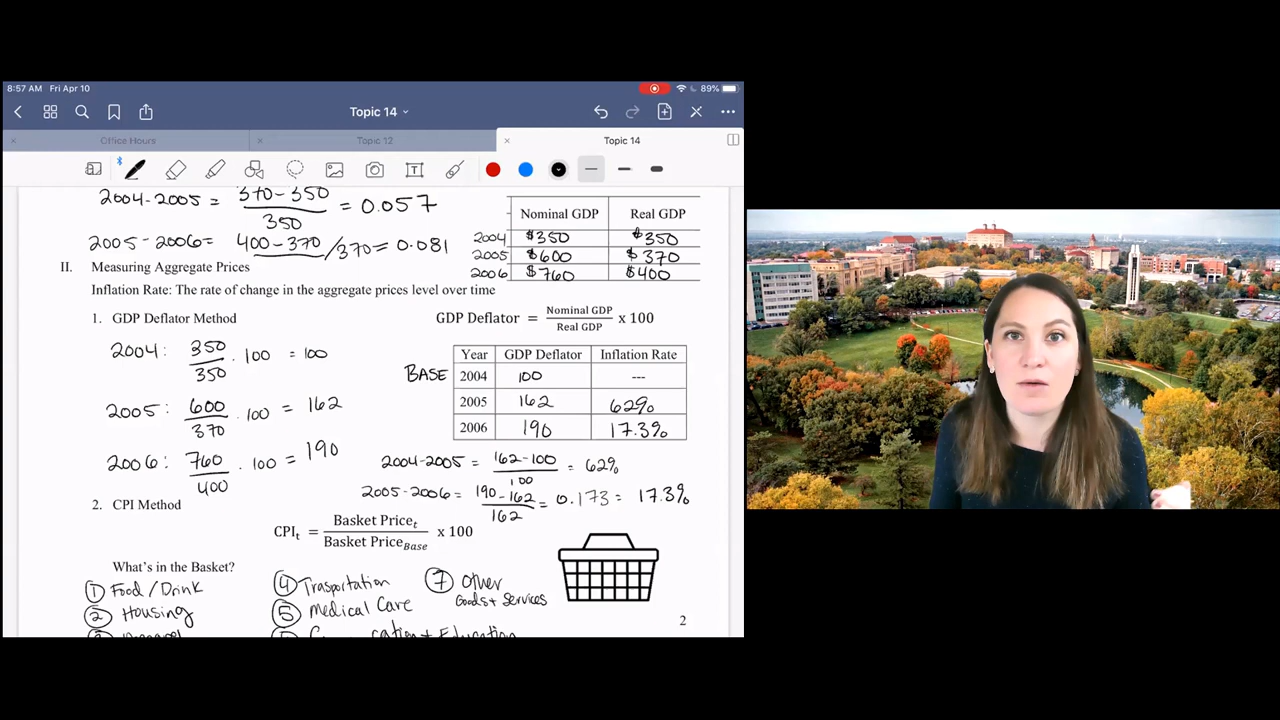 8:57 AM Fri Apr 10
89%
Topic 14
Office Hours
Topic 12
Topic 14
T
2004-2005 = 370-350 / 350 = 0.057
2005-2006= 400-370 /370= 0.081
Nominal GDP Real GDP
2004 $350 $350
2005 $600 $370
2006 $760 $400
II. Measuring Aggregate Prices
Inflation Rate: The rate of change in the aggregate prices level over time
1. GDP Deflator Method
GDP Deflator = Nominal GDP / Real GDP x 100
2004: 350 / 350 · 100 = 100
2005: 600 / 370 · 100 = 162
2006: 760 / 400 · 100 = 190
Year GDP Deflator Inflation Rate
BASE 2004 100 ---
2005 162 62%
2006 190 17.3%
2004-2005 = 162-100 / 100 = 62%
2005-2006 = 190-162 / 162 = 0.173 = 17.3%
2. CPI Method
CPIt = Basket Pricet / Basket PriceBase x 100
What's in the Basket?
1 Food/Drink
2 Housing
4 Trasportation
5 Medical Care
7 Other
Goods + Services
2